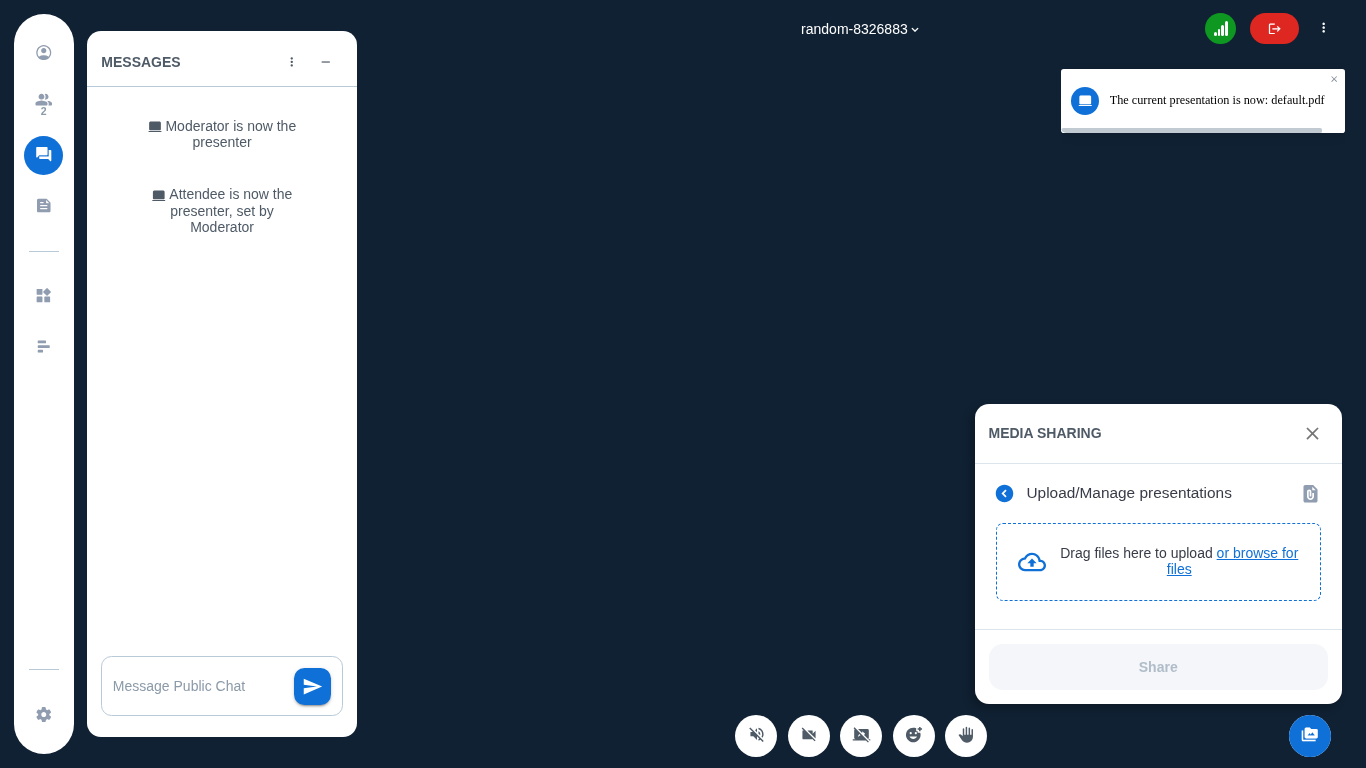 random-8326883
2
MESSAGES
Moderator is now the
presenter
Attendee is now the
presenter, set by
Moderator
Message Public Chat
The current presentation is now: default.pdf
MEDIA SHARING
Upload/Manage presentations
Drag files here to upload or browse for
files
Share